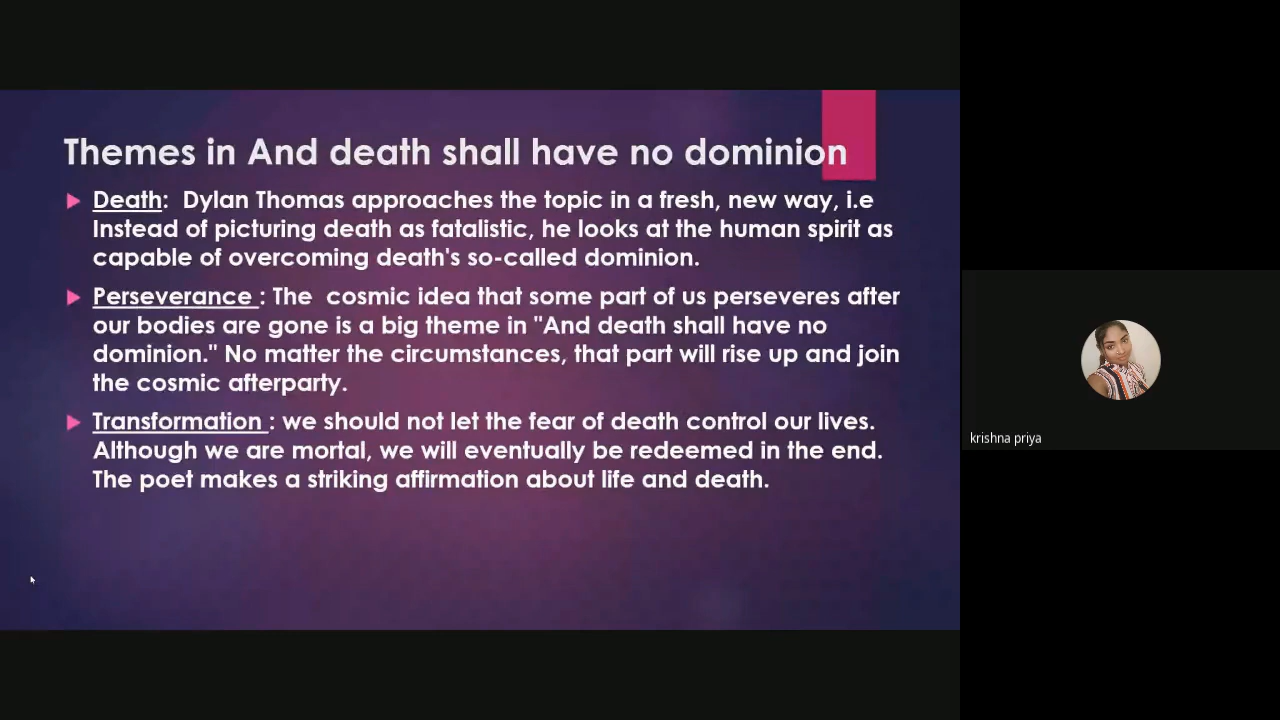 Themes in And death shall have no dominion
Death:  Dylan Thomas approaches the topic in a fresh, new way, i.e
Instead of picturing death as fatalistic, he looks at the human spirit as
capable of overcoming death's so-called dominion.
Perseverance : The  cosmic idea that some part of us perseveres after
our bodies are gone is a big theme in "And death shall have no
dominion." No matter the circumstances, that part will rise up and join
the cosmic afterparty.
Transformation : we should not let the fear of death control our lives.
Although we are mortal, we will eventually be redeemed in the end.
The poet makes a striking affirmation about life and death.
krishna priya